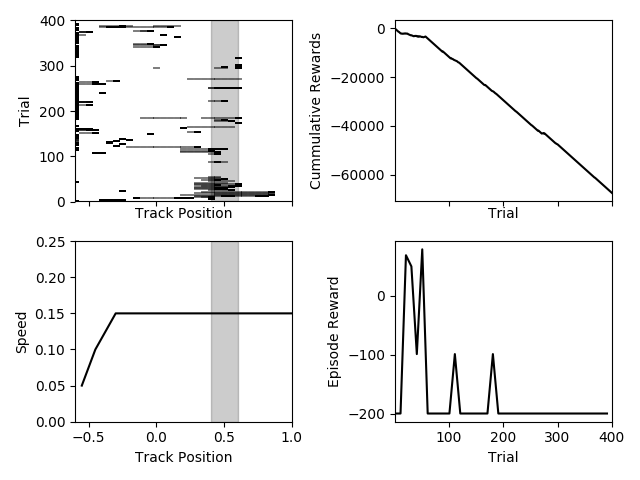 400
300
200
100
0
Trial
Track Position
0
−20000
−40000
−60000
Cummulative Rewards
Trial
0.25
0.20
0.15
0.10
0.05
0.00
Speed
−0.5 0.0 0.5 1.0
Track Position
0
−100
−200
Episode Reward
100 200 300 400
Trial